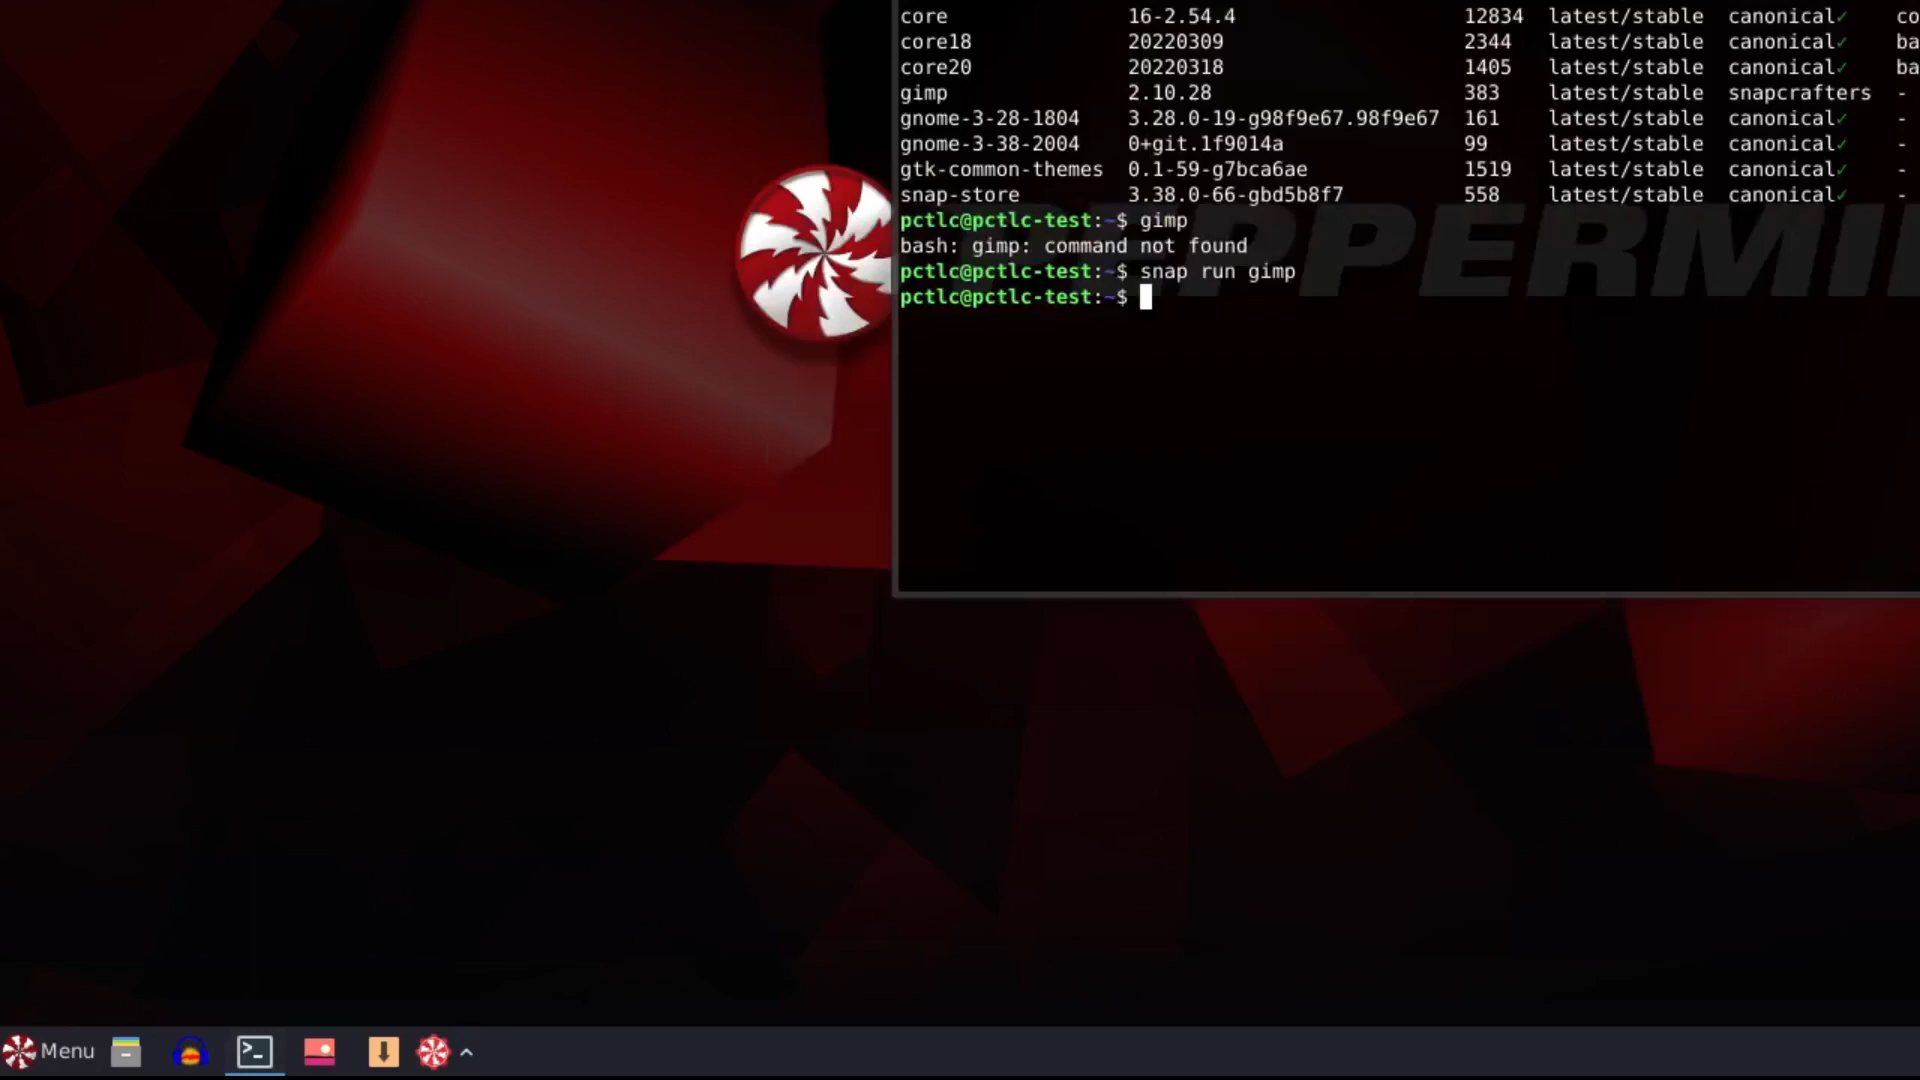 core 16-2.54.4 12834 latest/stable canonical✓ co
core18 20220309 2344 latest/stable canonical✓ ba
core20 20220318 1405 latest/stable canonical✓ ba
gimp 2.10.28 383 latest/stable snapcrafters -
gnome-3-28-1804 3.28.0-19-g98f9e67.98f9e67 161 latest/stable canonical✓ -
gnome-3-38-2004 0+git.1f9014a 99 latest/stable canonical✓ -
gtk-common-themes 0.1-59-g7bca6ae 1519 latest/stable canonical✓ -
snap-store 3.38.0-66-gbd5b8f7 558 latest/stable canonical✓ -
pctlc@pctlc-test:~$ gimp
bash: gimp: command not found
pctlc@pctlc-test:~$ snap run gimp
pctlc@pctlc-test:~$
PEPPERMI
Menu